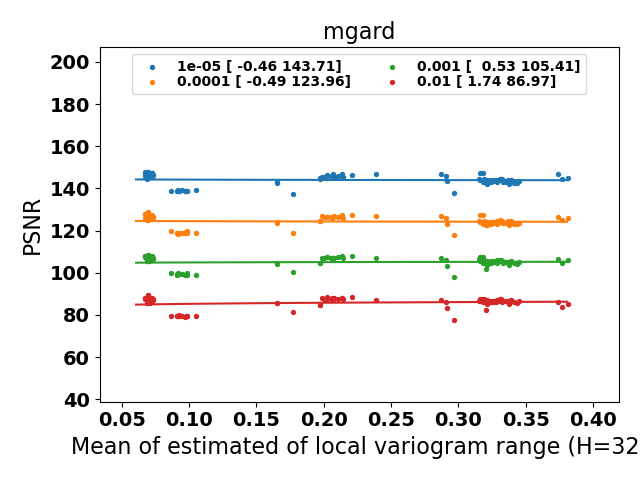 mgard
1e-05 [ -0.46 143.71]
0.0001 [ -0.49 123.96]
0.001 [  0.53 105.41]
0.01 [ 1.74 86.97]
PSNR
200
180
160
140
120
100
80
60
40
0.05 0.10 0.15 0.20 0.25 0.30 0.35 0.40
Mean of estimated of local variogram range (H=32